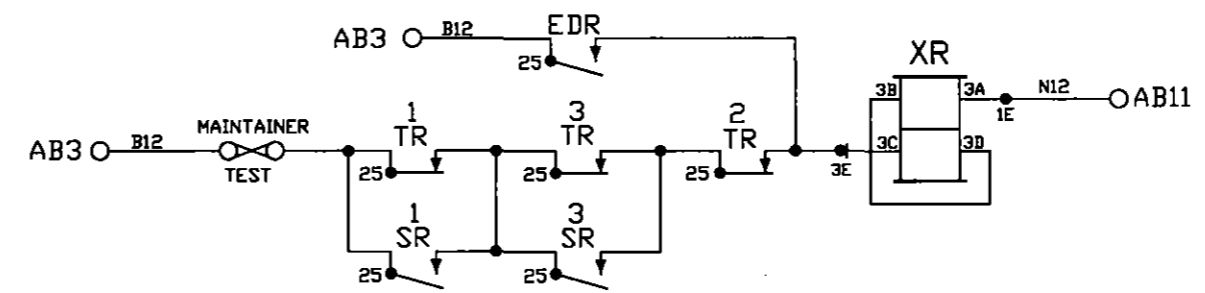 AB3 B12 EDR
25
XR
3B 3A N12 AB11
1E
1 3 2
MAINTAINER TR TR TR
AB3 B12
TEST
25 25 25
3E 3C 3D
1 3
SR SR
25 25